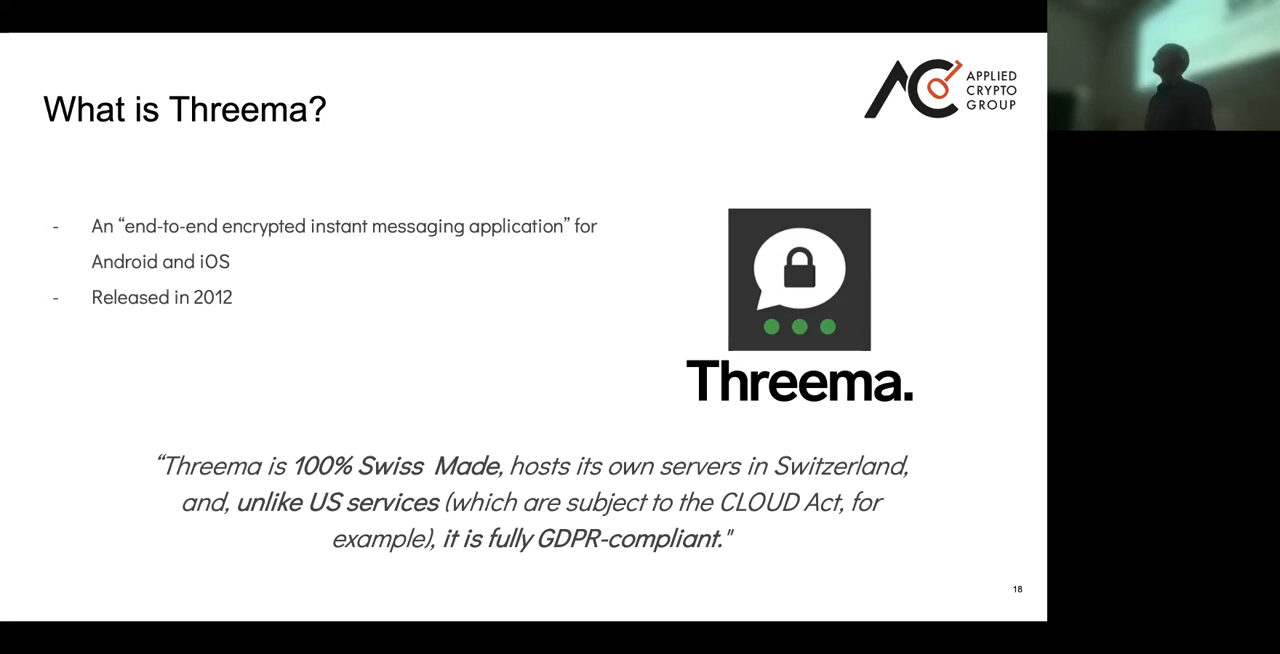 What is Threema?
APPLIED
CRYPTO
GROUP
- An “end-to-end encrypted instant messaging application” for
Android and iOS
- Released in 2012
Threema.
“Threema is 100% Swiss Made, hosts its own servers in Switzerland,
and, unlike US services (which are subject to the CLOUD Act, for
example), it is fully GDPR-compliant."
18